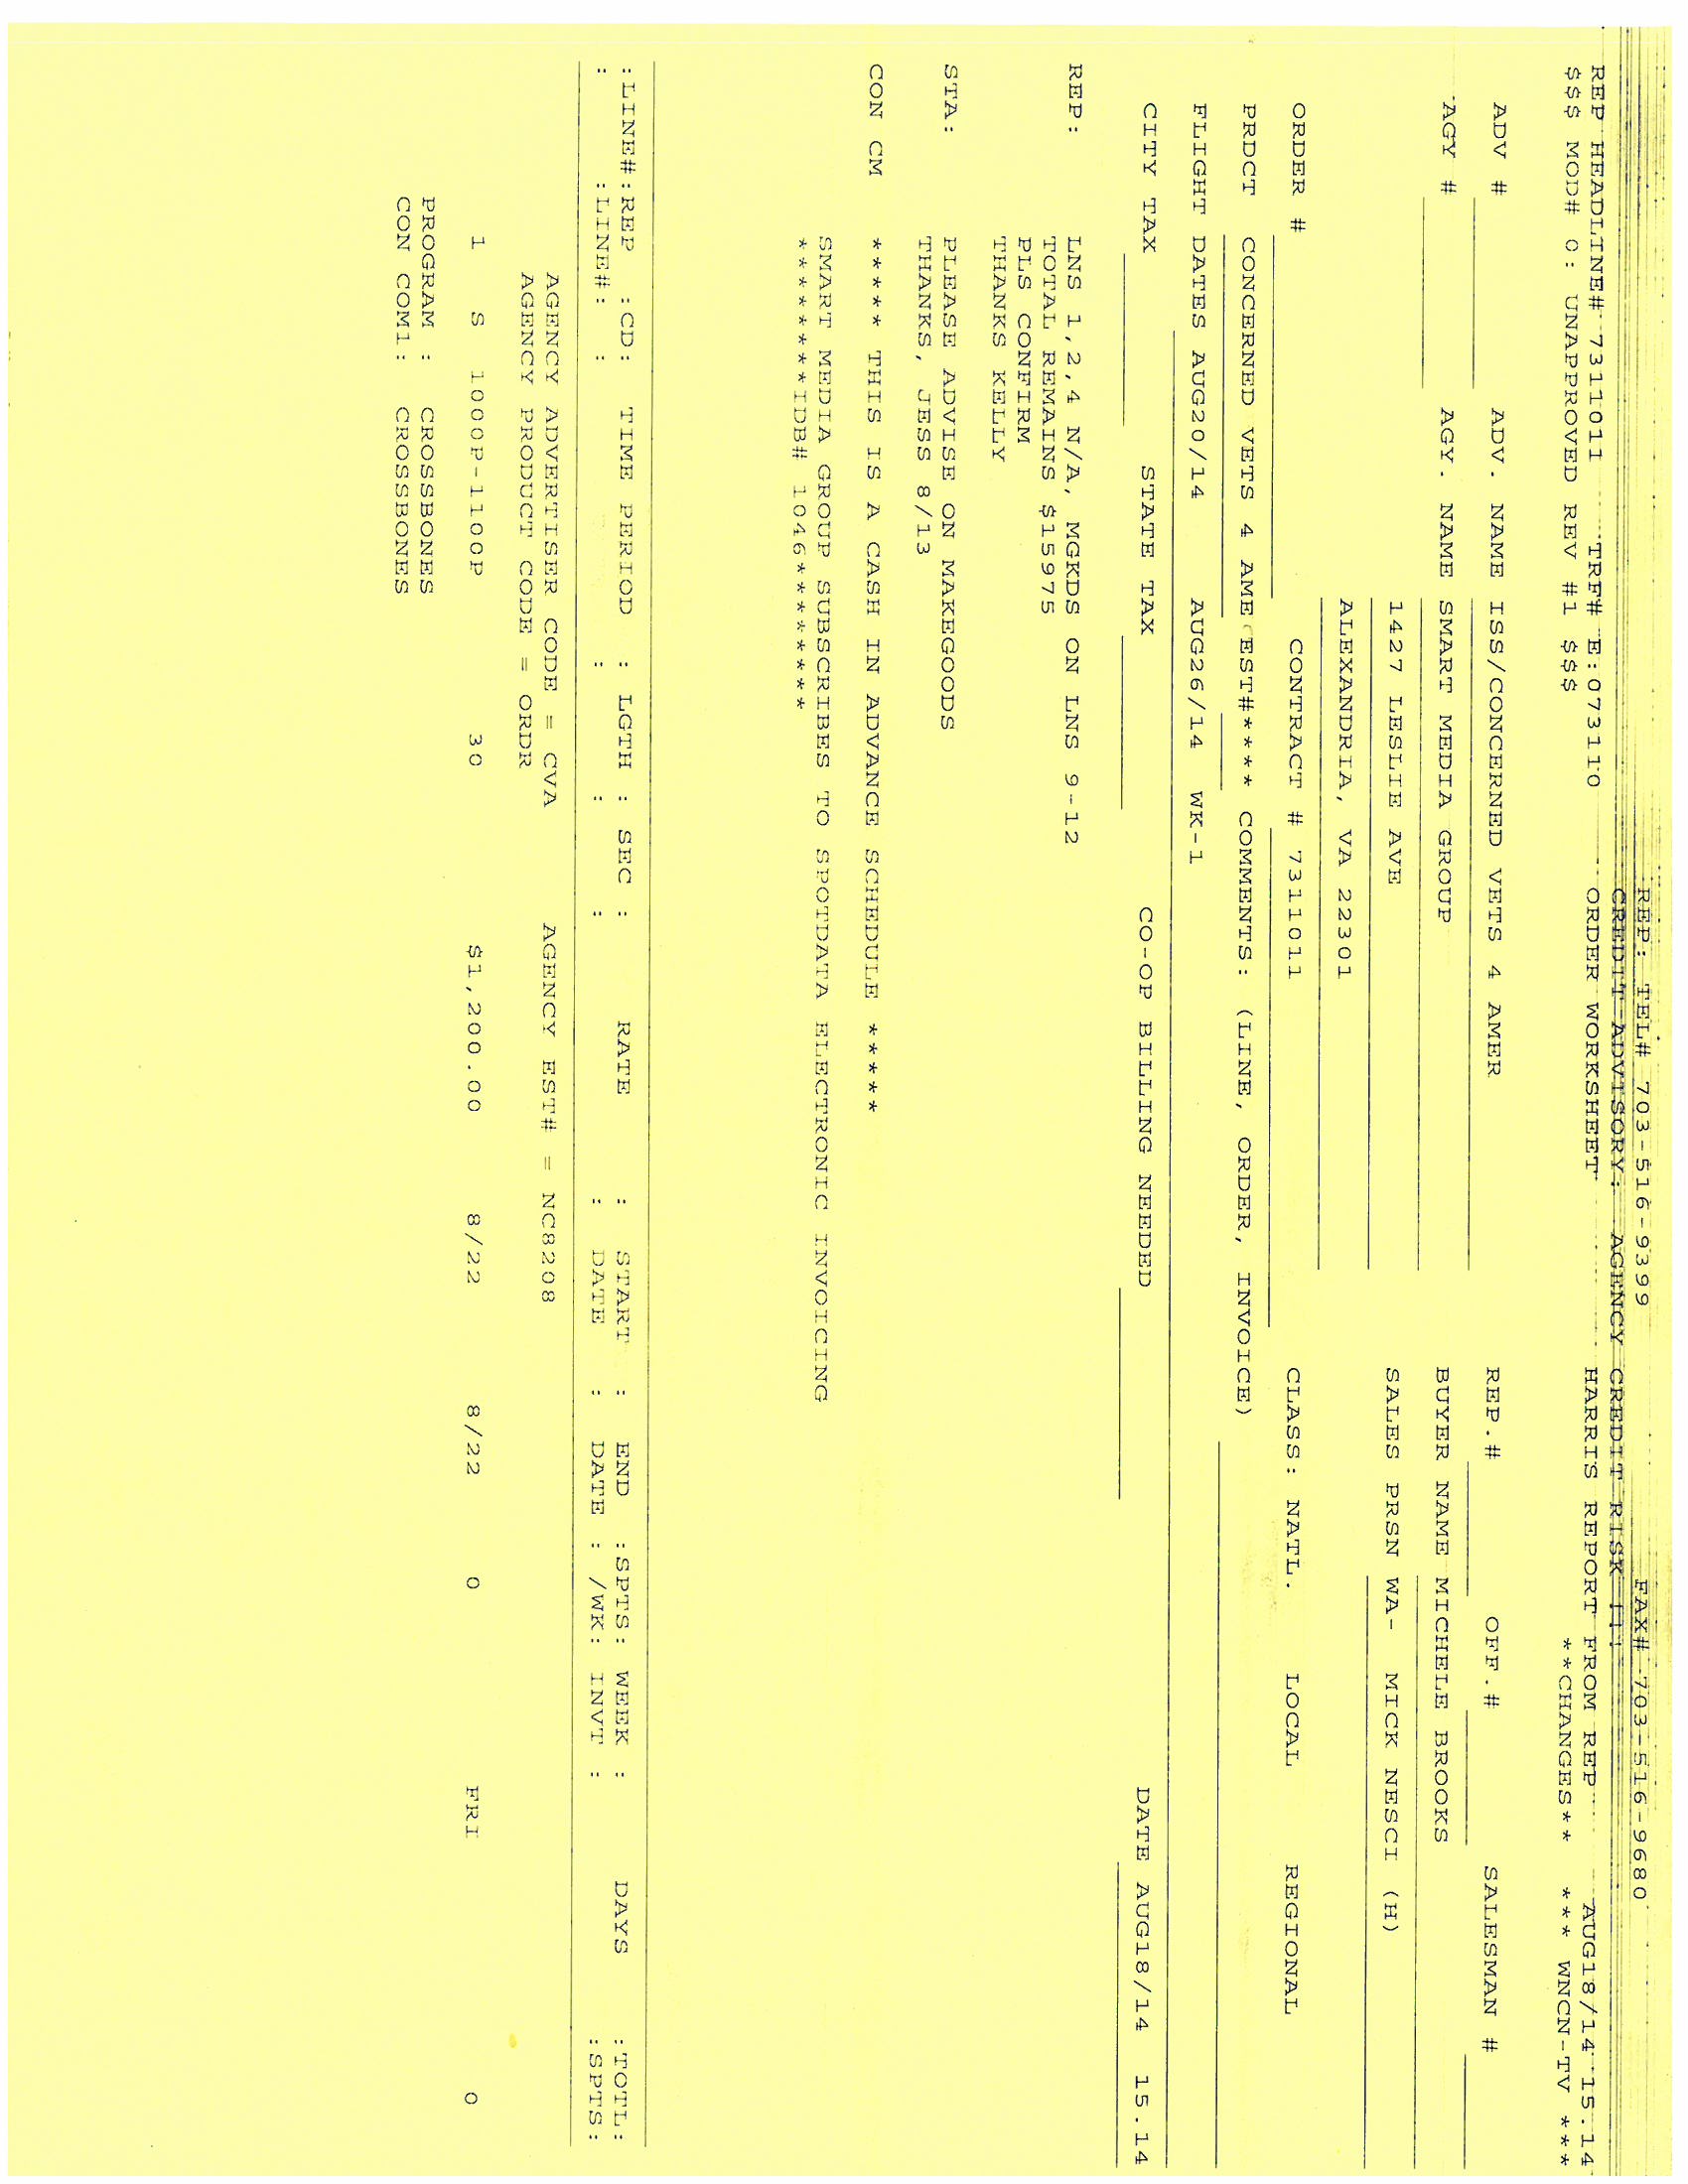 REP: TEL# 703-516-9399 FAX# 703-516-9680
CREDIT ADVISORY: AGENCY CREDIT RISK !!!
REP HEADLINE# 7311011 TRF# E:073110 ORDER WORKSHEET HARRIS REPORT FROM REP AUG18/14 15.14
$$$ MOD# 0: UNAPPROVED REV #1 $$$ **CHANGES** *** WNCN-TV ***
ADV # ADV. NAME ISS/CONCERNED VETS 4 AMER REP.# OFF.# SALESMAN #
AGY # AGY. NAME SMART MEDIA GROUP BUYER NAME MICHELE BROOKS
1427 LESLIE AVE SALES PRSN WA- MICK NESCI (H)
ALEXANDRIA, VA 22301
ORDER # CONTRACT # 7311011 CLASS: NATL. LOCAL REGIONAL
PRDCT CONCERNED VETS 4 AME EST#**** COMMENTS: (LINE, ORDER, INVOICE)
FLIGHT DATES AUG20/14 AUG26/14 WK-1
CITY TAX STATE TAX CO-OP BILLING NEEDED DATE AUG18/14 15.14
REP: LNS 1,2,4 N/A, MGKDS ON LNS 9-12
TOTAL REMAINS $15975
PLS CONFIRM
THANKS KELLY
STA: PLEASE ADVISE ON MAKEGOODS
THANKS, JESS 8/13
CON CM ***** THIS IS A CASH IN ADVANCE SCHEDULE *****
SMART MEDIA GROUP SUBSCRIBES TO SPOTDATA ELECTRONIC INVOICING
*********IDB# 1046*********
:LINE#:REP :CD: TIME PERIOD : LGTH : SEC : RATE : START : END :SPTS: WEEK : DAYS :TOTL:
: :LINE#: : : : : : DATE : DATE : /WK: INVT : :SPTS:
AGENCY ADVERTISER CODE = CVA AGENCY EST# = NC8208
AGENCY PRODUCT CODE = ORDR
1 S 1000P-1100P 30 $1,200.00 8/22 8/22 0 FRI 0
PROGRAM : CROSSBONES
CON COM1: CROSSBONES